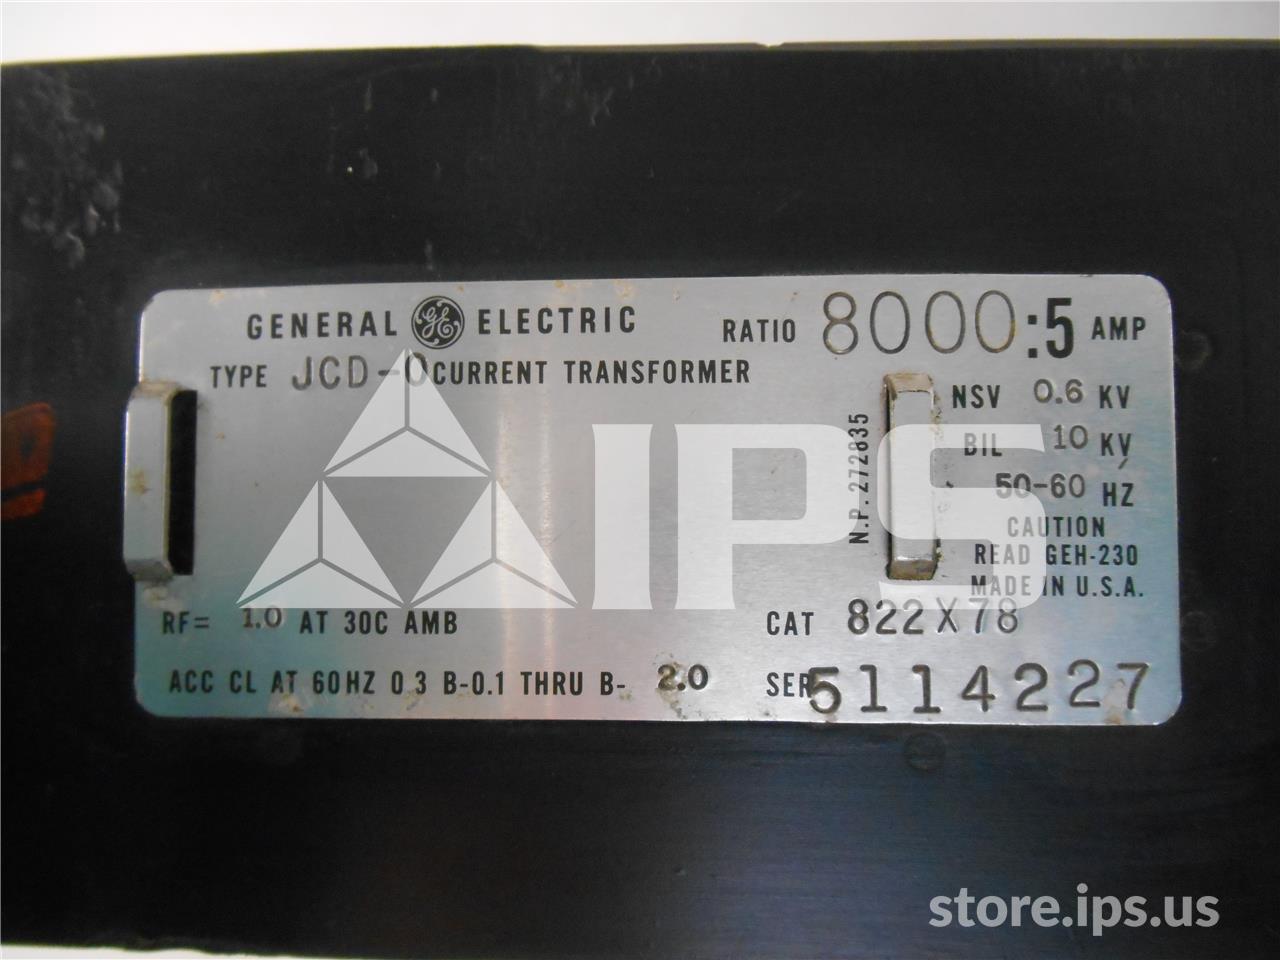 GENERAL GE ELECTRIC
RATIO 8000:5 AMP
TYPE JCD-0 CURRENT TRANSFORMER
NSV 0.6 KV
BIL 10 KV
50-60 HZ
N.P. 272835
CAUTION
READ GEH-230
MADE IN U.S.A.
RF= 1.0 AT 30C AMB
CAT 822X78
ACC CL AT 60HZ 0 3 B-0.1 THRU B- 2.0
SER 5114227
IPS
store.ips.us